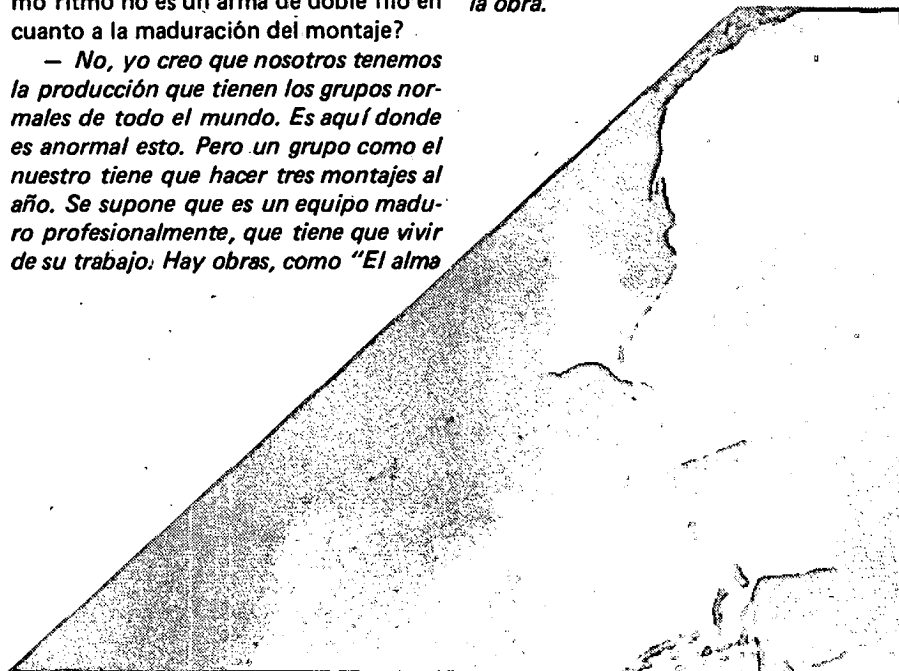 mo ritmo no es un arma de doble filo en
cuanto a la maduración del montaje?
— No, yo creo que nosotros tenemos
la producción que tienen los grupos nor-
males de todo el mundo. Es aquí donde
es anormal esto. Pero un grupo como el
nuestro tiene que hacer tres montajes al
año. Se supone que es un equipo madu-
ro profesionalmente, que tiene que vivir
de su trabajo. Hay obras, como "El alma
la obra.